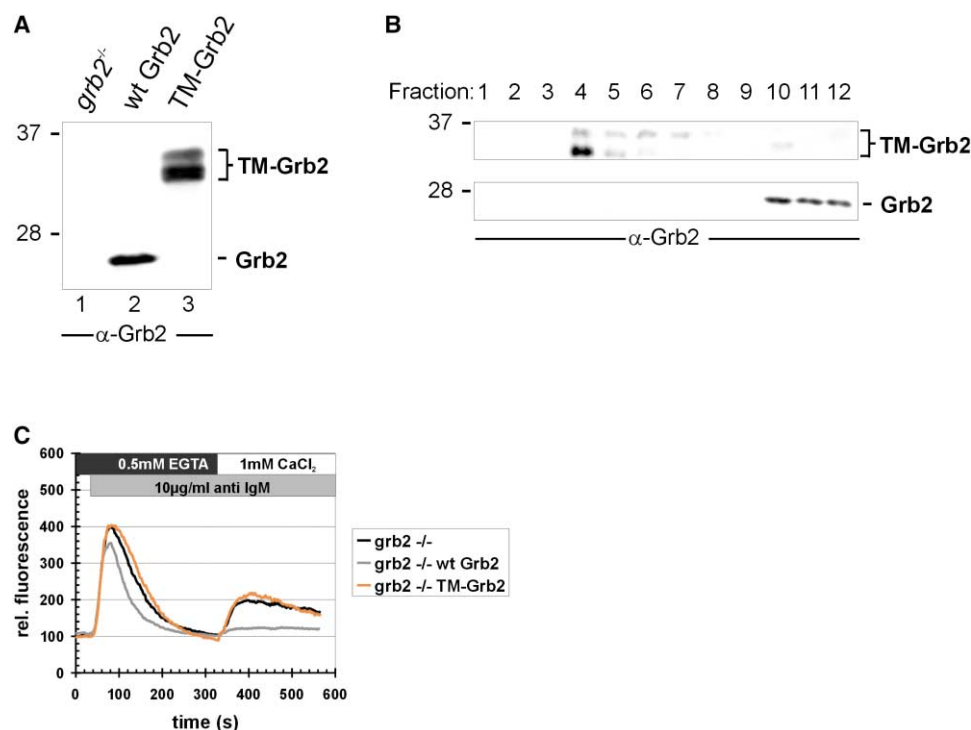 A
grb2-/-
wt Grb2
TM-Grb2
37
28
TM-Grb2
Grb2
1 2 3
α-Grb2
B
Fraction: 1 2 3 4 5 6 7 8 9 10 11 12
37
TM-Grb2
28
Grb2
α-Grb2
C
600
500
400
300
200
100
0
rel. fluorescence
0.5mM EGTA
1mM CaCl₂
10µg/ml anti IgM
0 100 200 300 400 500 600
time (s)
grb2 -/-
grb2 -/- wt Grb2
grb2 -/- TM-Grb2